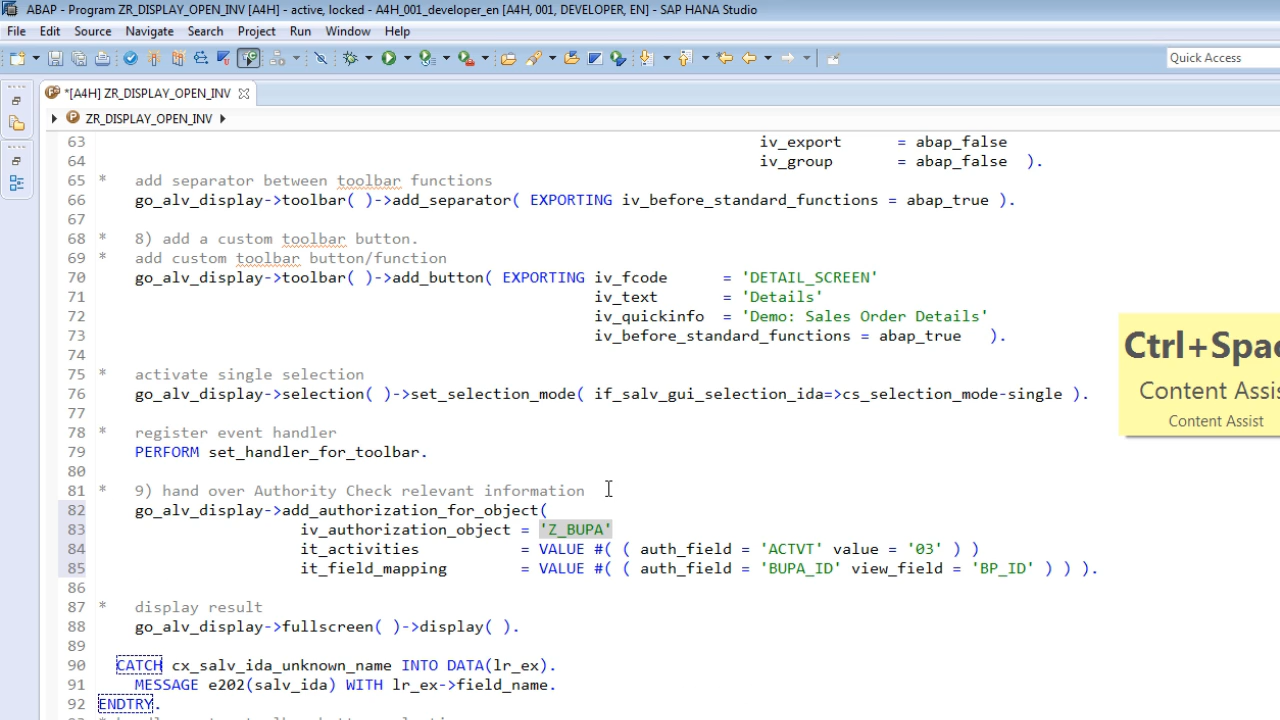 ABAP - Program ZR_DISPLAY_OPEN_INV [A4H] - active, locked - A4H_001_developer_en [A4H, 001, DEVELOPER, EN] - SAP HANA Studio
File Edit Source Navigate Search Project Run Window Help
Quick Access
*[A4H] ZR_DISPLAY_OPEN_INV
ZR_DISPLAY_OPEN_INV
63 iv_export = abap_false
64 iv_group = abap_false ).
65 * add separator between toolbar functions
66 go_alv_display->toolbar( )->add_separator( EXPORTING iv_before_standard_functions = abap_true ).
67
68 * 8) add a custom toolbar button.
69 * add custom toolbar button/function
70 go_alv_display->toolbar( )->add_button( EXPORTING iv_fcode = 'DETAIL_SCREEN'
71 iv_text = 'Details'
72 iv_quickinfo = 'Demo: Sales Order Details'
73 iv_before_standard_functions = abap_true ).
74
75 * activate single selection
76 go_alv_display->selection( )->set_selection_mode( if_salv_gui_selection_ida=>cs_selection_mode-single ).
77
78 * register event handler
79 PERFORM set_handler_for_toolbar.
80
81 * 9) hand over Authority Check relevant information
82 go_alv_display->add_authorization_for_object(
83 iv_authorization_object = 'Z_BUPA'
84 it_activities = VALUE #( ( auth_field = 'ACTVT' value = '03' ) )
85 it_field_mapping = VALUE #( ( auth_field = 'BUPA_ID' view_field = 'BP_ID' ) ) ).
86
87 * display result
88 go_alv_display->fullscreen( )->display( ).
89
90 CATCH cx_salv_ida_unknown_name INTO DATA(lr_ex).
91 MESSAGE e202(salv_ida) WITH lr_ex->field_name.
92 ENDTRY.
Ctrl+Spac
Content Assis
Content Assist